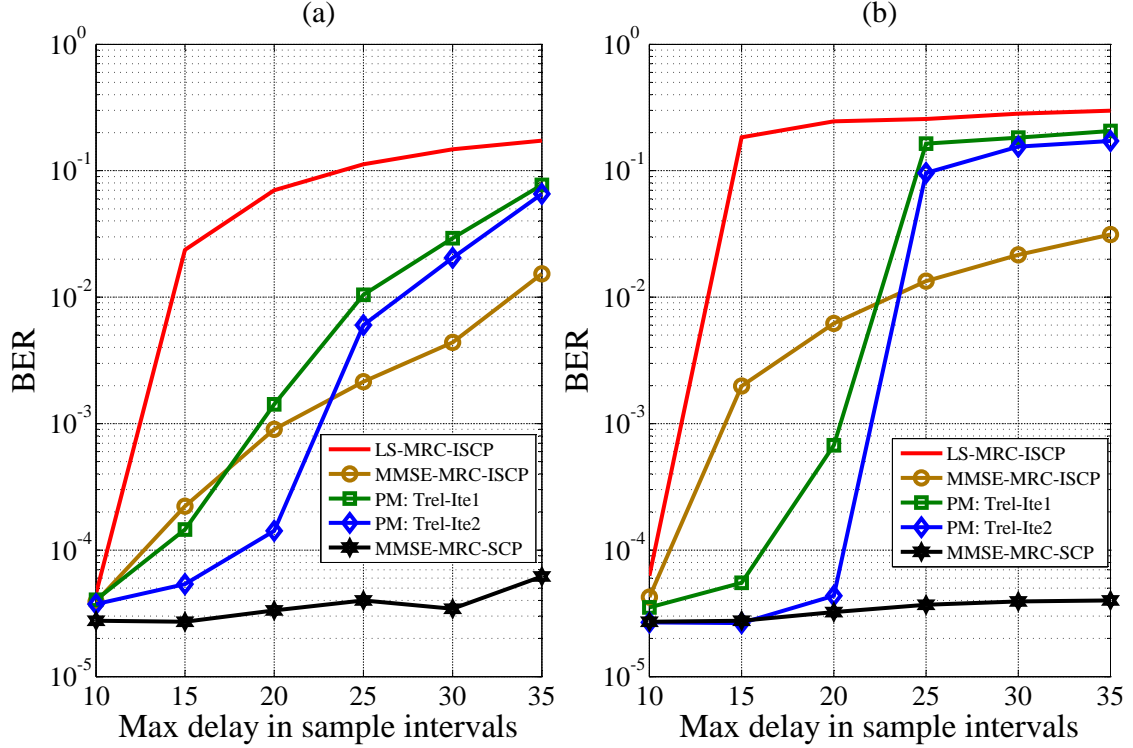 (a)
BER
10^0
10^-1
10^-2
10^-3
10^-4
10^-5
LS-MRC-ISCP
MMSE-MRC-ISCP
PM: Trel-Ite1
PM: Trel-Ite2
MMSE-MRC-SCP
10 15 20 25 30 35
Max delay in sample intervals
(b)
BER
10^0
10^-1
10^-2
10^-3
10^-4
10^-5
LS-MRC-ISCP
MMSE-MRC-ISCP
PM: Trel-Ite1
PM: Trel-Ite2
MMSE-MRC-SCP
10 15 20 25 30 35
Max delay in sample intervals